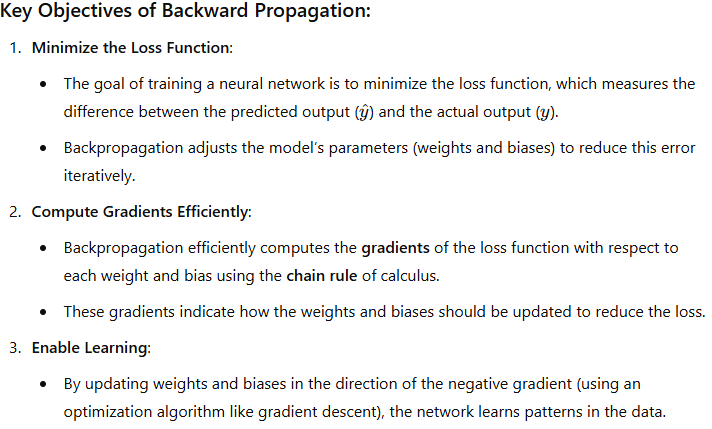 Key Objectives of Backward Propagation:
1. Minimize the Loss Function:
• The goal of training a neural network is to minimize the loss function, which measures the
difference between the predicted output (ŷ) and the actual output (y).
• Backpropagation adjusts the model's parameters (weights and biases) to reduce this error
iteratively.
2. Compute Gradients Efficiently:
• Backpropagation efficiently computes the gradients of the loss function with respect to
each weight and bias using the chain rule of calculus.
• These gradients indicate how the weights and biases should be updated to reduce the loss.
3. Enable Learning:
• By updating weights and biases in the direction of the negative gradient (using an
optimization algorithm like gradient descent), the network learns patterns in the data.